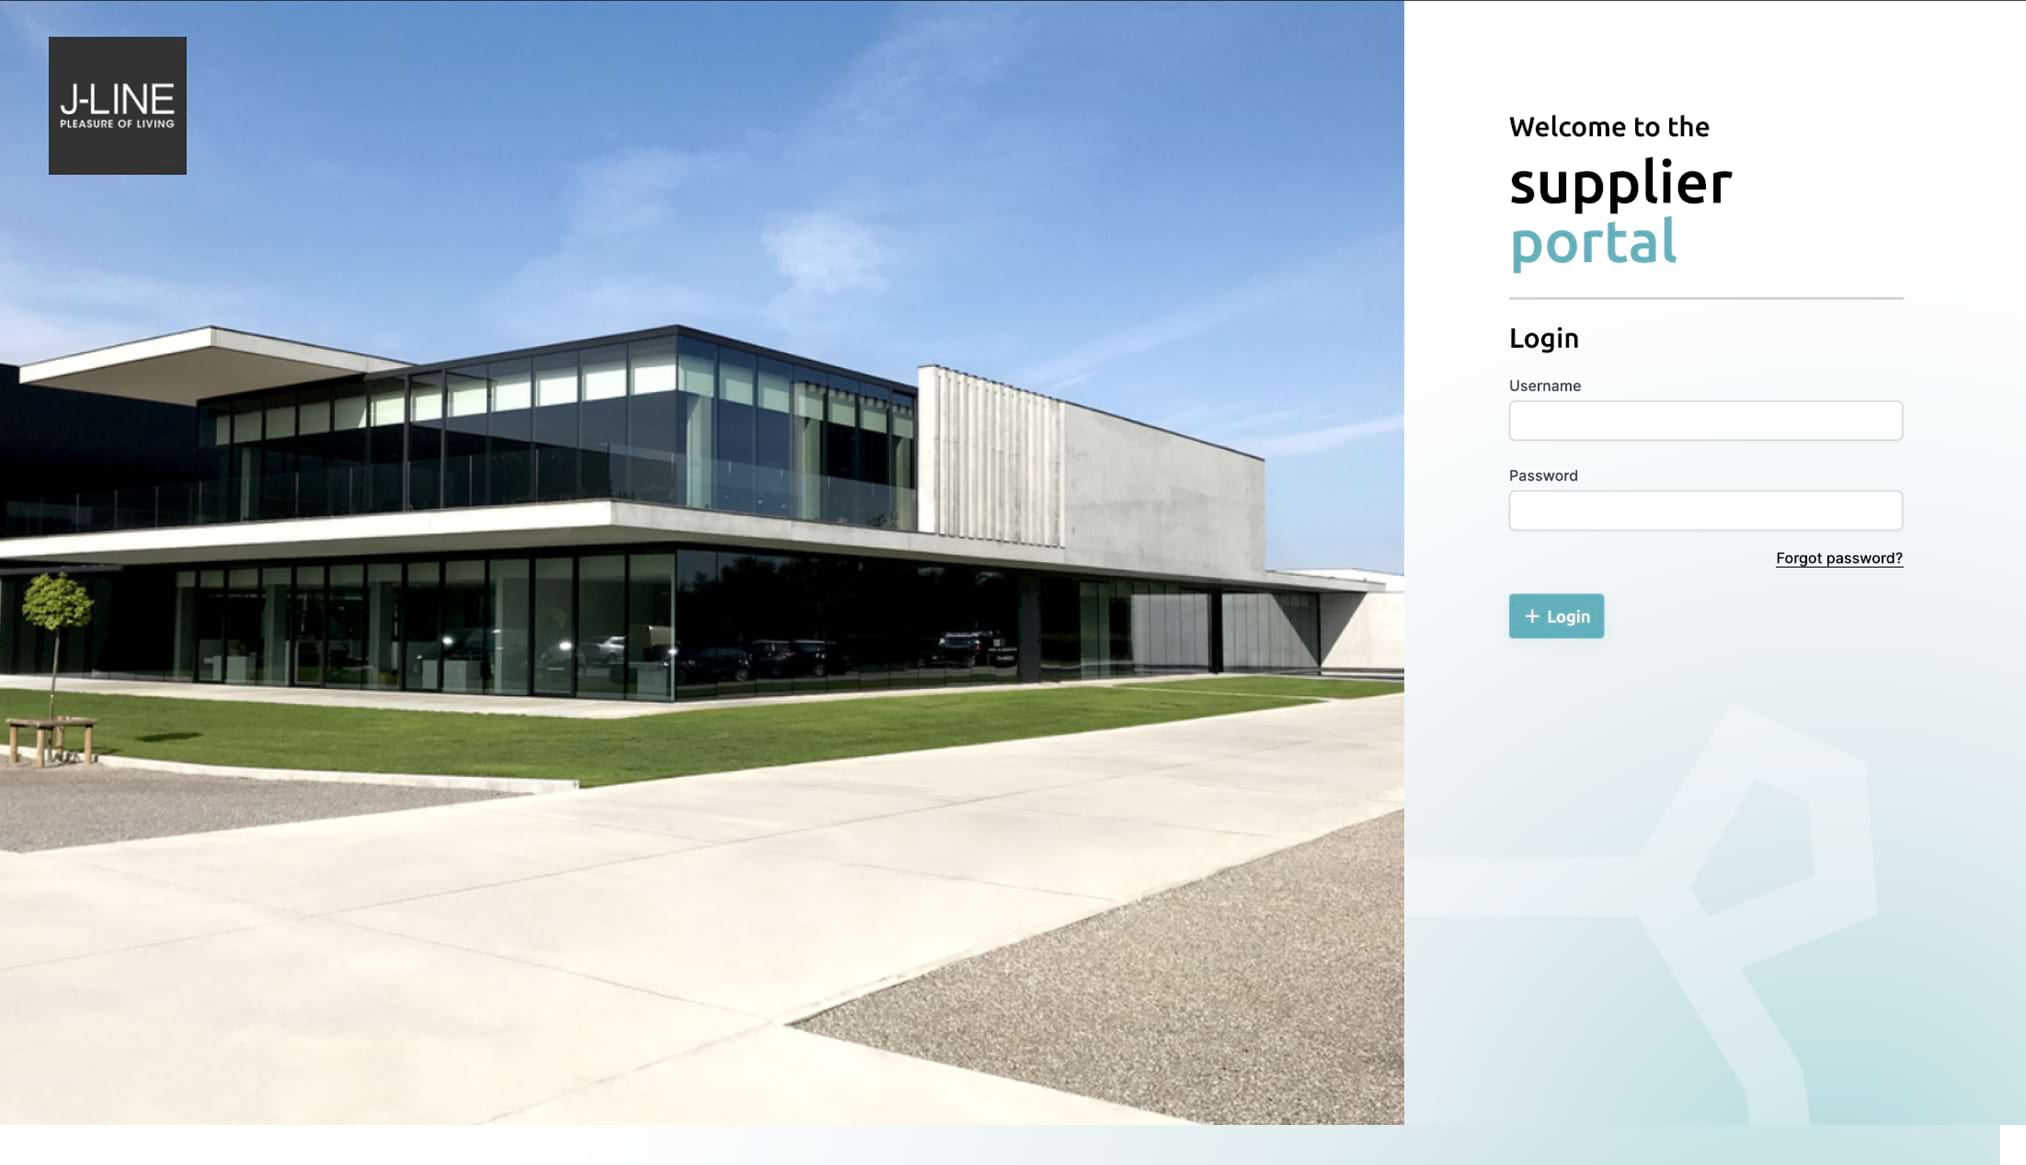 J-LINE
PLEASURE OF LIVING
Welcome to the
supplier
portal
Login
Username
Password
Forgot password?
+ Login